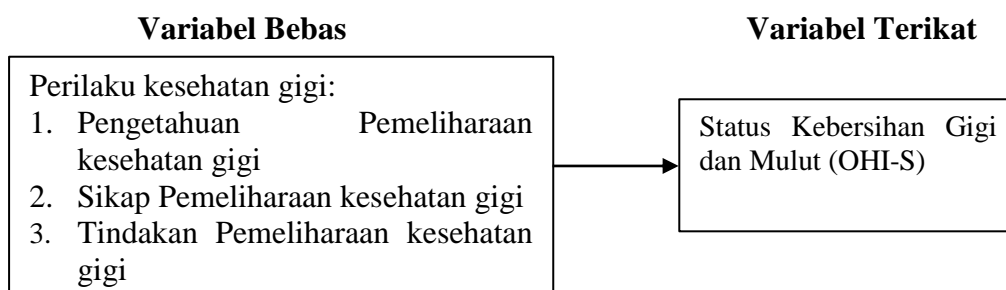 Variabel Bebas
Variabel Terikat
Perilaku kesehatan gigi:
1. Pengetahuan Pemeliharaan
kesehatan gigi
2. Sikap Pemeliharaan kesehatan gigi
3. Tindakan Pemeliharaan kesehatan
gigi
Status Kebersihan Gigi
dan Mulut (OHI-S)